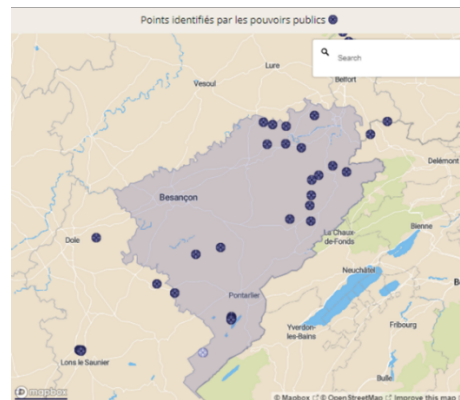 Points identifiés par les pouvoirs publics
Search
Lure
Vesoul
Belfort
Delémont
Besançon
Dole
La Chaux-
de-Fonds
Bienne
Neuchâtel
Pontarlier
Yverdon-
les-Bains
Fribourg
Lons le Saunier
Bulle
mapbox
© Mapbox © OpenStreetMap Improve this map